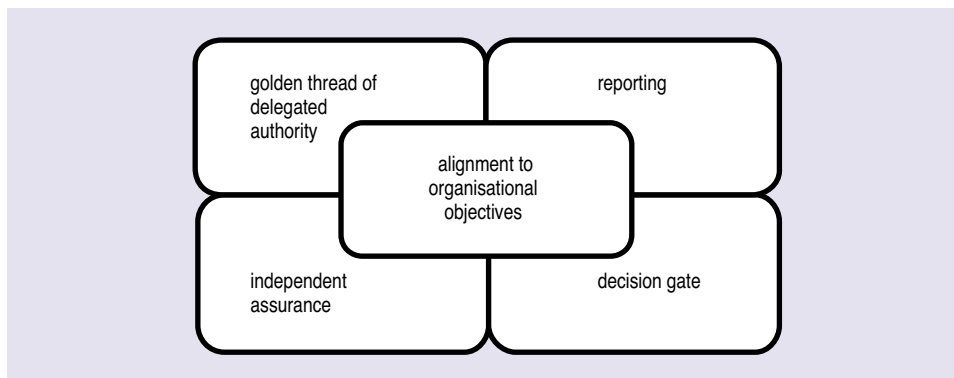 golden thread of
delegated
authority
reporting
alignment to
organisational
objectives
independent
assurance
decision gate